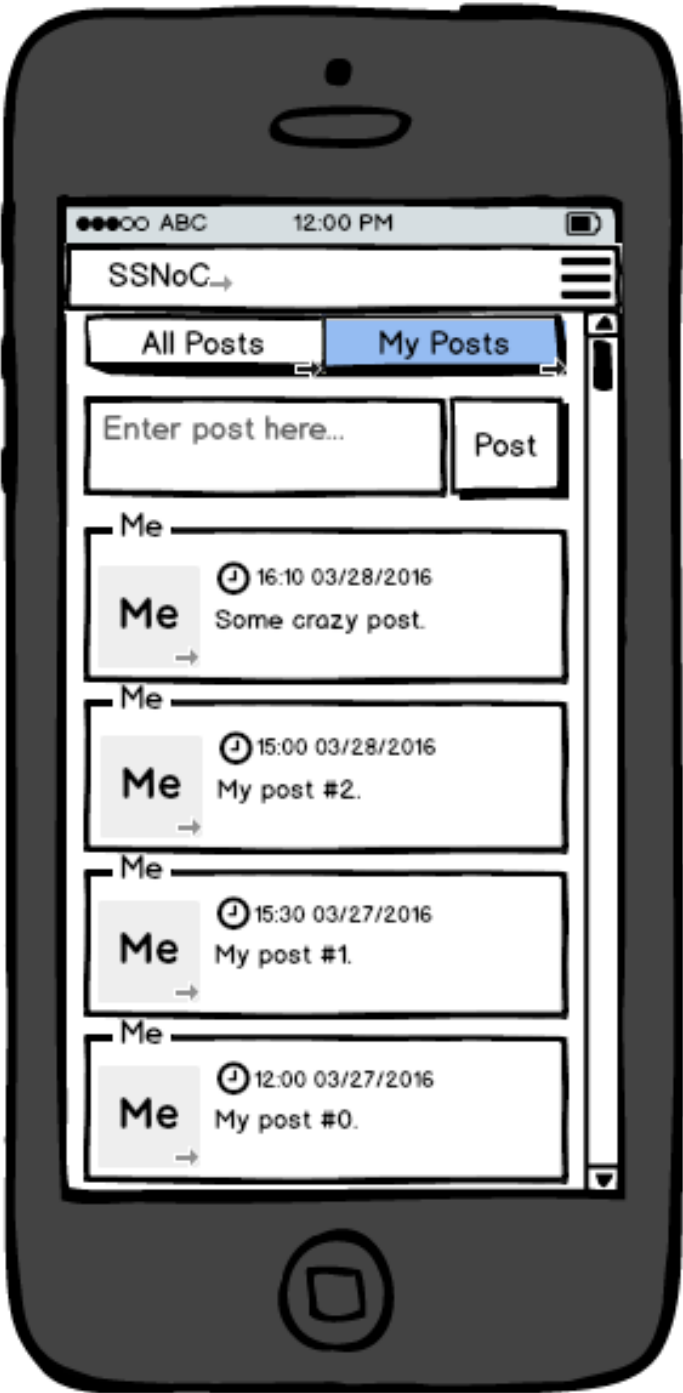 ABC 12:00 PM
SSNoC
All Posts My Posts
Enter post here... Post
Me
16:10 03/28/2016
Me Some crazy post.
Me
15:00 03/28/2016
Me My post #2.
Me
15:30 03/27/2016
Me My post #1.
Me
12:00 03/27/2016
Me My post #0.